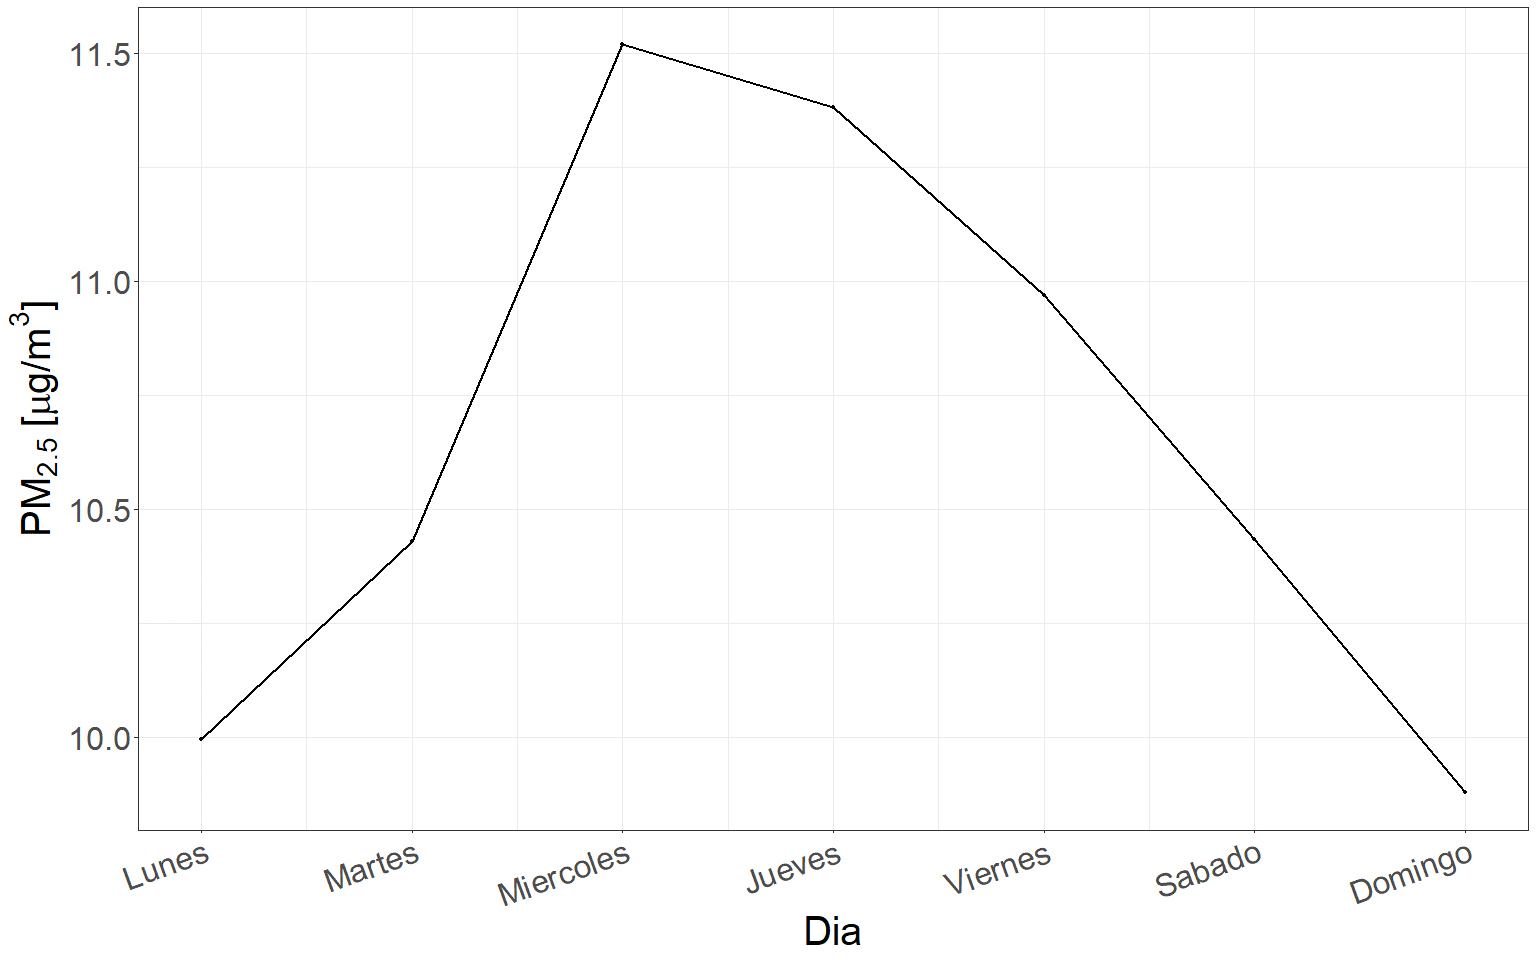 PM2.5 [µg/m3]
11.5
11.0
10.5
10.0
Lunes
Martes
Miercoles
Jueves
Viernes
Sabado
Domingo
Dia